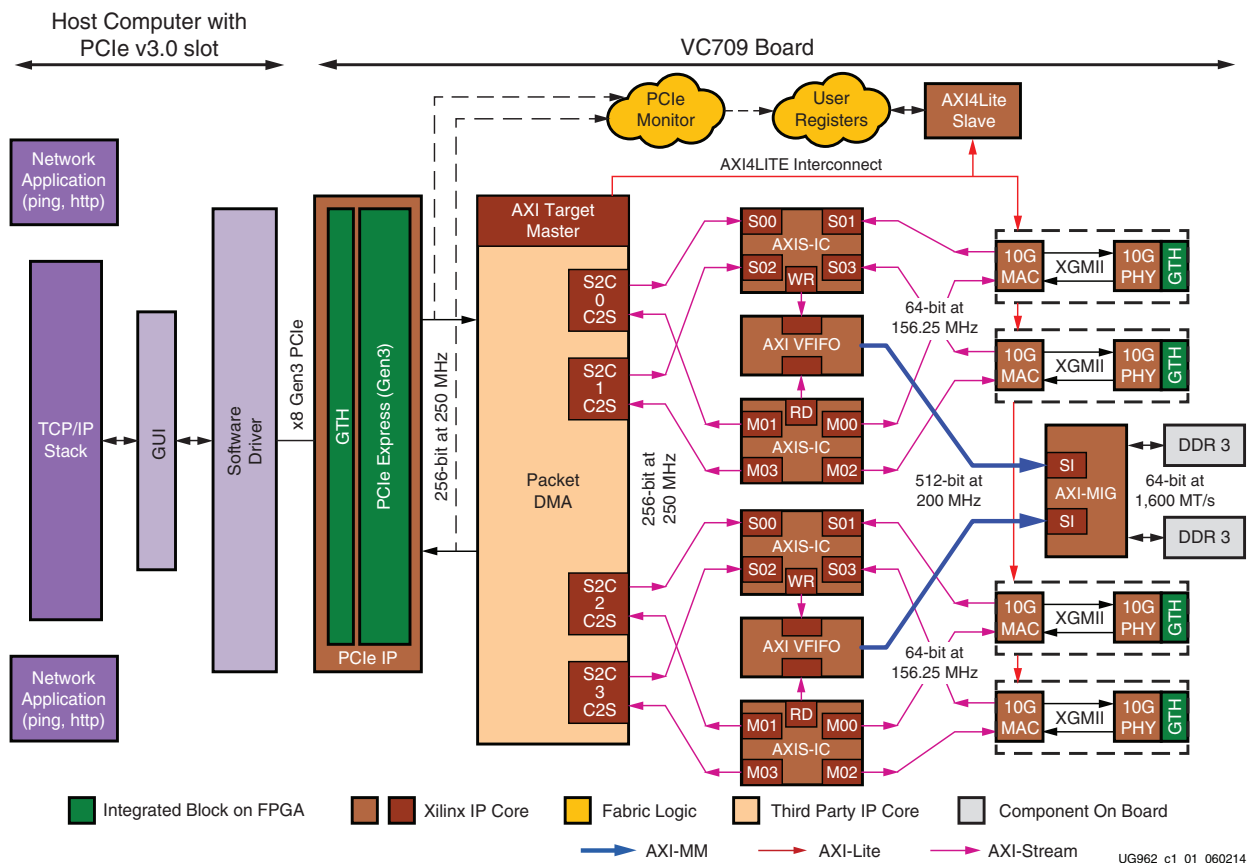 Host Computer with
PCIe v3.0 slot
VC709 Board
Network
Application
(ping, http)
TCP/IP
Stack
Network
Application
(ping, http)
GUI
Software
Driver
x8 Gen3 PCIe
GTH
PCIe Express (Gen3)
PCIe IP
256-bit at 250 MHz
PCIe
Monitor
User
Registers
AXI4Lite
Slave
AXI4LITE Interconnect
AXI Target
Master
Packet
DMA
S2C
0
C2S
S2C
1
C2S
S2C
2
C2S
S2C
3
C2S
256-bit at
250 MHz
S00
S01
AXIS-IC
S02
WR
S03
AXI VFIFO
RD
M01
M00
AXIS-IC
M03
M02
S00
S01
AXIS-IC
S02
WR
S03
AXI VFIFO
RD
M01
M00
AXIS-IC
M03
M02
64-bit at
156.25 MHz
512-bit at
200 MHz
64-bit at
156.25 MHz
10G
MAC
XGMII
10G
PHY
GTH
10G
MAC
XGMII
10G
PHY
GTH
SI
AXI-MIG
SI
64-bit at
1,600 MT/s
DDR 3
DDR 3
10G
MAC
XGMII
10G
PHY
GTH
10G
MAC
XGMII
10G
PHY
GTH
Integrated Block on FPGA
Xilinx IP Core
Fabric Logic
Third Party IP Core
Component On Board
AXI-MM
AXI-Lite
AXI-Stream
UG962_c1_01_060214